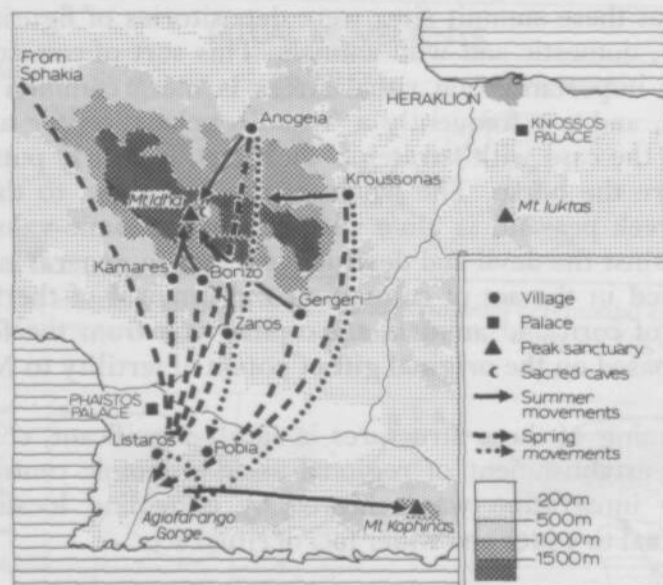 From
Sphakia
Anogeia
HERAKLION
KNOSSOS
PALACE
Kroussonas
Mt.Idha
Mt Iuktas
Kamares
Borizo
Gergeri
Zaros
PHAISTOS
PALACE
Listaros
Pobia
Agiofarango
Gorge
Mt Kophinas
Village
Palace
Peak sanctuary
Sacred caves
Summer
movements
Spring
movements
200m
500m
1000m
1500m